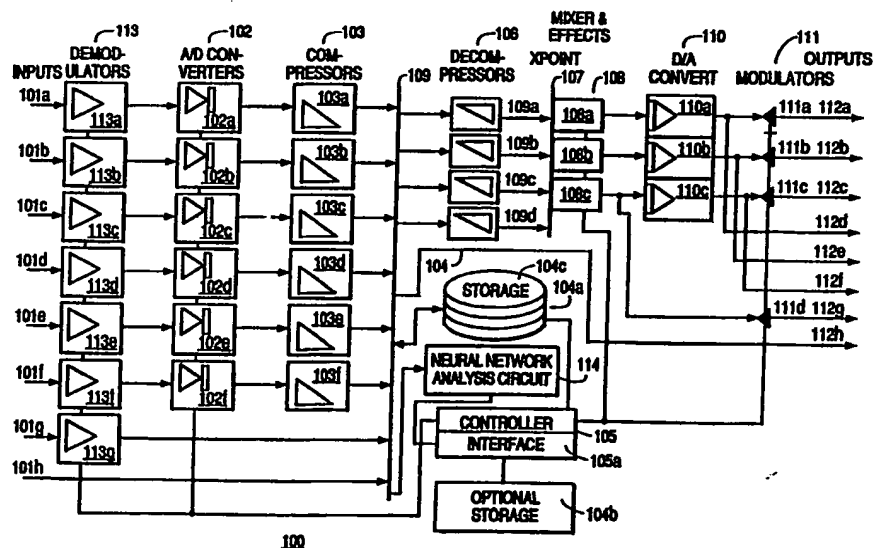 113
102
103
106
MIXER &
EFFECTS
110
111
INPUTS
DEMOD-
ULATORS
A/D CON-
VERTERS
COM-
PRESSORS
109
DECOM-
PRESSORS
XPOINT
107
108
D/A
CONVERT
MODULATORS
OUTPUTS
101a
113a
102a
103a
109a
108a
110a
111a 112a
101b
113b
102b
103b
109b
108b
110b
111b 112b
101c
113c
102c
103c
109c
108c
110c
111c 112c
109d
112d
101d
113d
102d
103d
104
104c
STORAGE
104a
112e
112f
101e
113e
102e
103e
111d 112g
112h
101f
113f
102f
103f
NEURAL NETWORK
ANALYSIS CIRCUIT
114
101g
113g
CONTROLLER
105
INTERFACE
105a
101h
OPTIONAL
STORAGE
104b
100